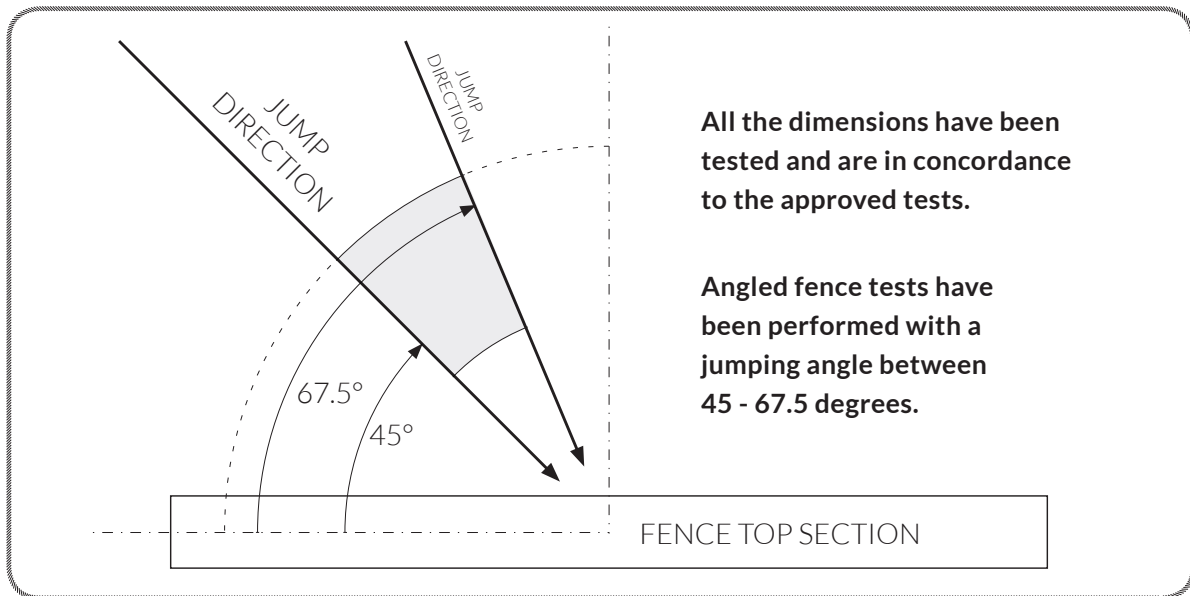 JUMP
DIRECTION
JUMP
DIRECTION
67.5°
45°
FENCE TOP SECTION
All the dimensions have been
tested and are in concordance
to the approved tests.
Angled fence tests have
been performed with a
jumping angle between
45 - 67.5 degrees.